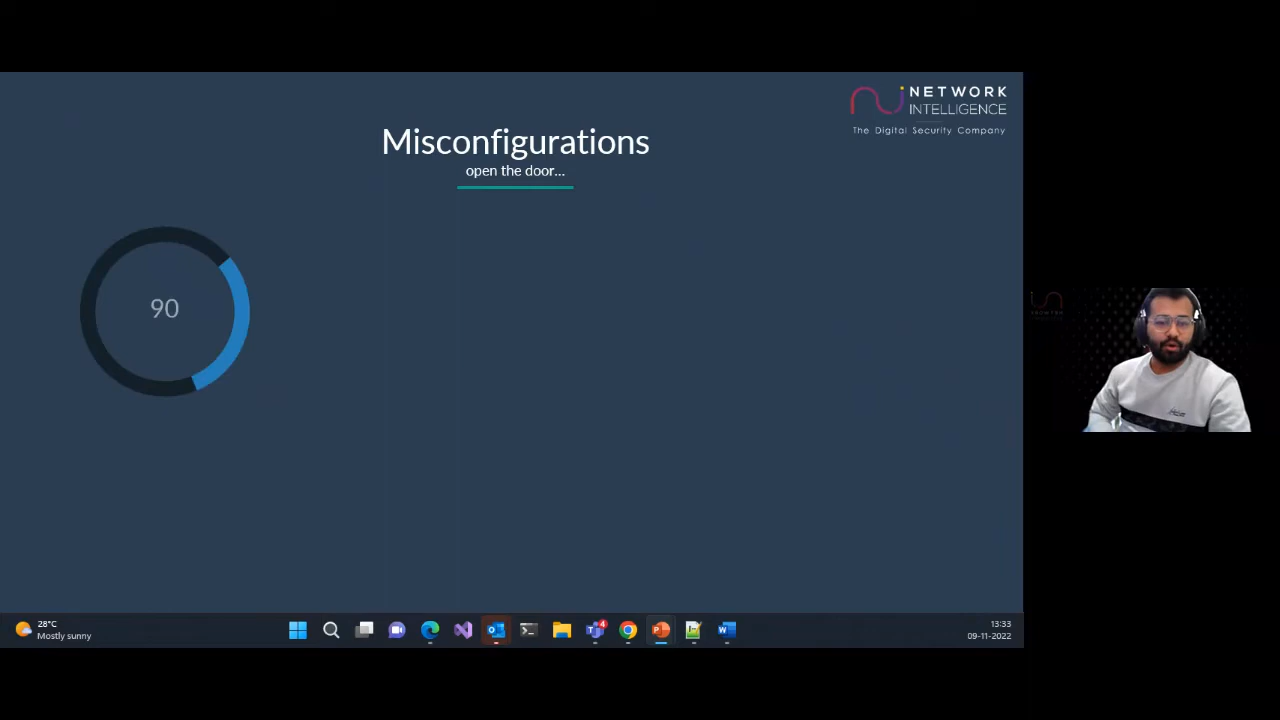 NETWORK
INTELLIGENCE
The Digital Security Company
Misconfigurations
open the door...
90
28°C
Mostly sunny
4
13:33
09-11-2022